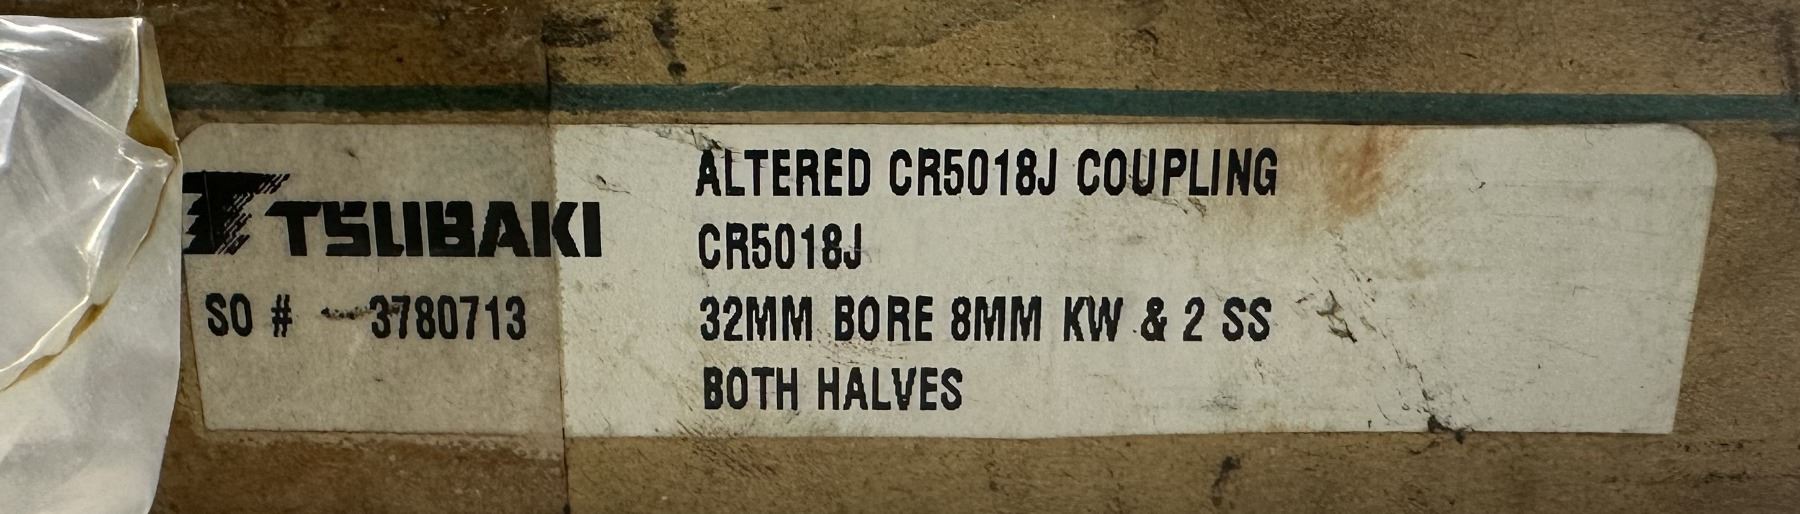 TSUBAKI
SO # 3780713
ALTERED CR5018J COUPLING
CR5018J
32MM BORE 8MM KW & 2 SS
BOTH HALVES